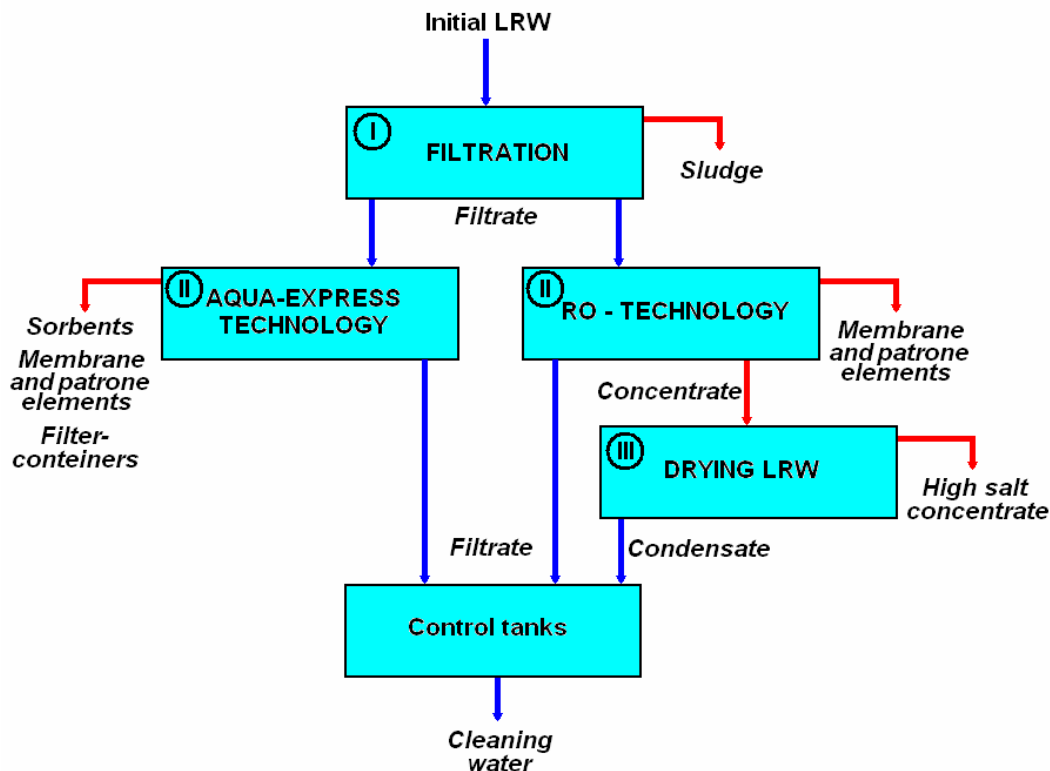 Initial LRW
I
FILTRATION
Sludge
Filtrate
II
AQUA-EXPRESS
TECHNOLOGY
II
RO - TECHNOLOGY
Sorbents
Membrane
and patrone
elements
Filter-
conteiners
Membrane
and patrone
elements
Concentrate
III
DRYING LRW
High salt
concentrate
Filtrate
Condensate
Control tanks
Cleaning
water